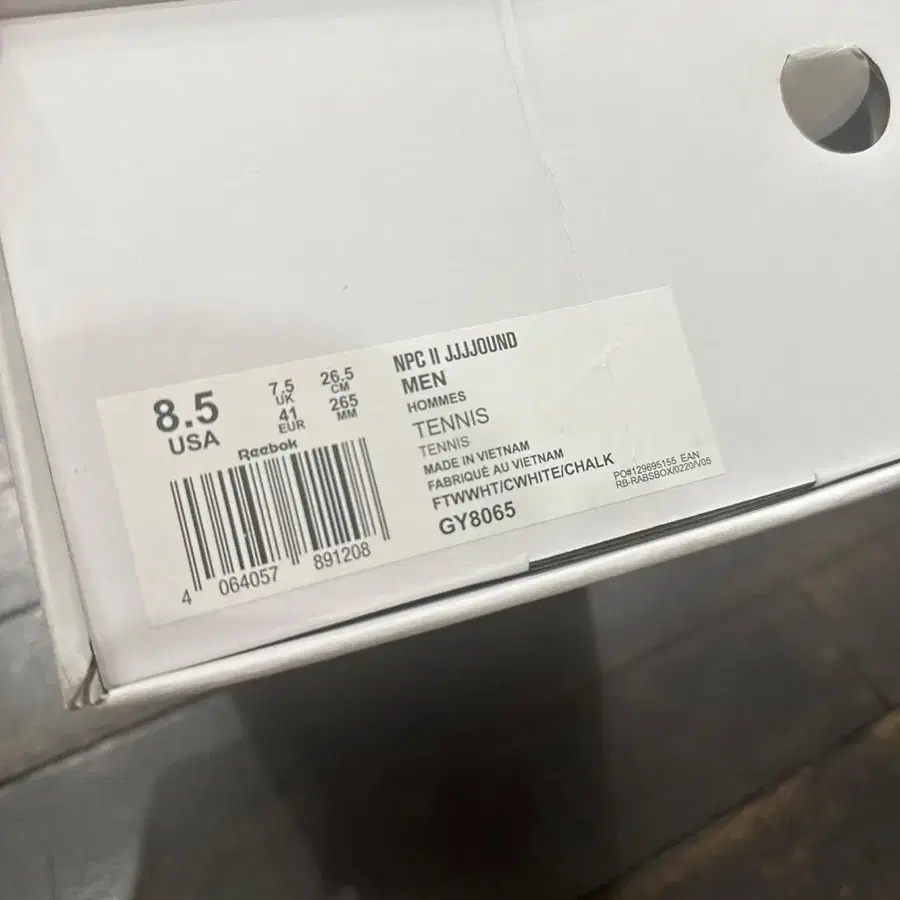 8.5
USA
7.5
UK
41
EUR
26.5
CM
265
MM
Reebok
4 064057 891208
NPC II JJJJOUND
MEN
HOMMES
TENNIS
TENNIS
MADE IN VIETNAM
FABRIQUÉ AU VIETNAM
FTWWHT/CWHITE/CHALK
GY8065
PO#129695155 EAN
RB-RABSBOX/0220/V05